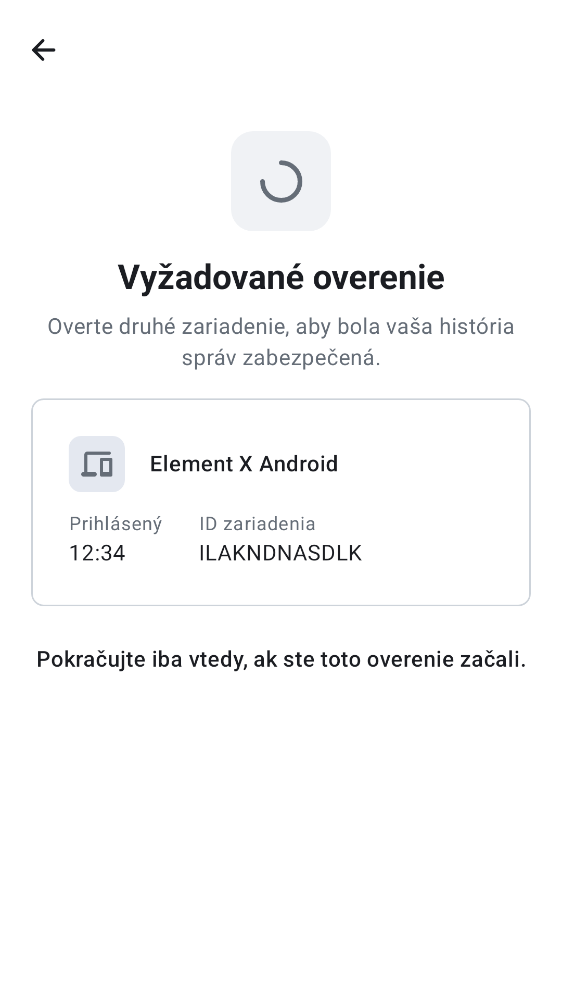 Vyžadované overenie
Overte druhé zariadenie, aby bola vaša história
správ zabezpečená.
Element X Android
Prihlásený ID zariadenia
12:34 ILAKNDNASDLK
Pokračujte iba vtedy, ak ste toto overenie začali.